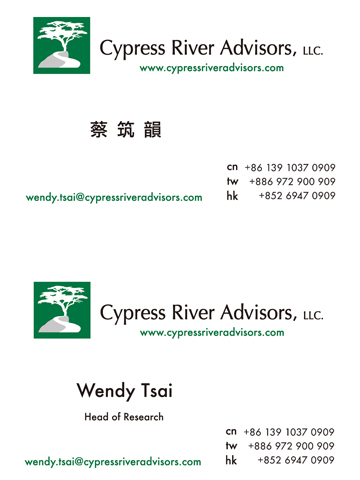 Cypress River Advisors, LLC.
www.cypressriveradvisors.com
蔡筑韻
cn +86 139 1037 0909
tw +886 972 900 909
wendy.tsai@cypressriveradvisors.com hk +852 6947 0909
Cypress River Advisors, LLC.
www.cypressriveradvisors.com
Wendy Tsai
Head of Research
cn +86 139 1037 0909
tw +886 972 900 909
wendy.tsai@cypressriveradvisors.com hk +852 6947 0909